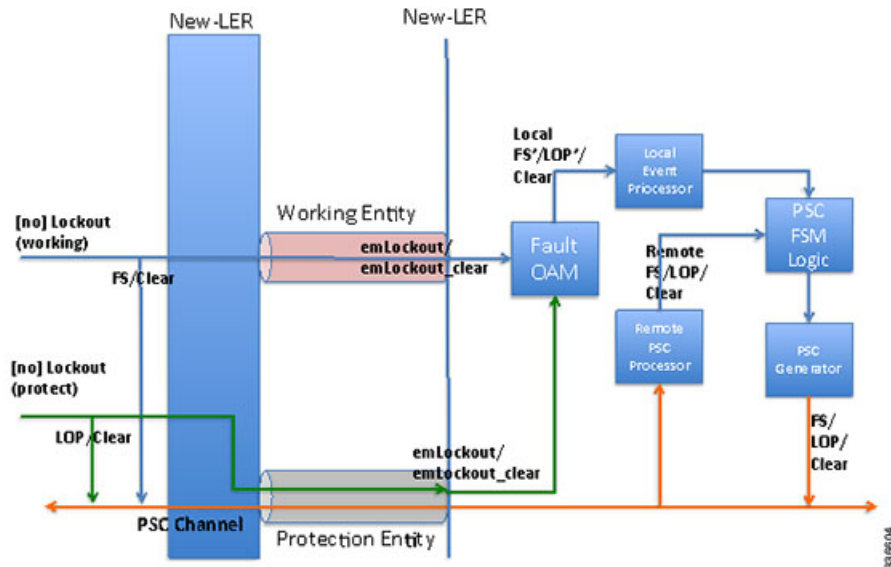 New-LER
New-LER
Local
FS*/LOP*/
Clear
Local
Event
Priocessor
[no] Lockout
(working)
Working Entity
emLockout/
emLockout_clear
FS/Clear
Fault
OAM
Remote
FS/LOP/
Clear
PSC
FSM
Logic
Remote
PSC
Processor
PSC
Generator
[no] Lockout
(protect)
LOP/Clear
emLockout/
emLockout_clear
FS/
LOP/
Clear
PSC Channel
Protection Entity
336604